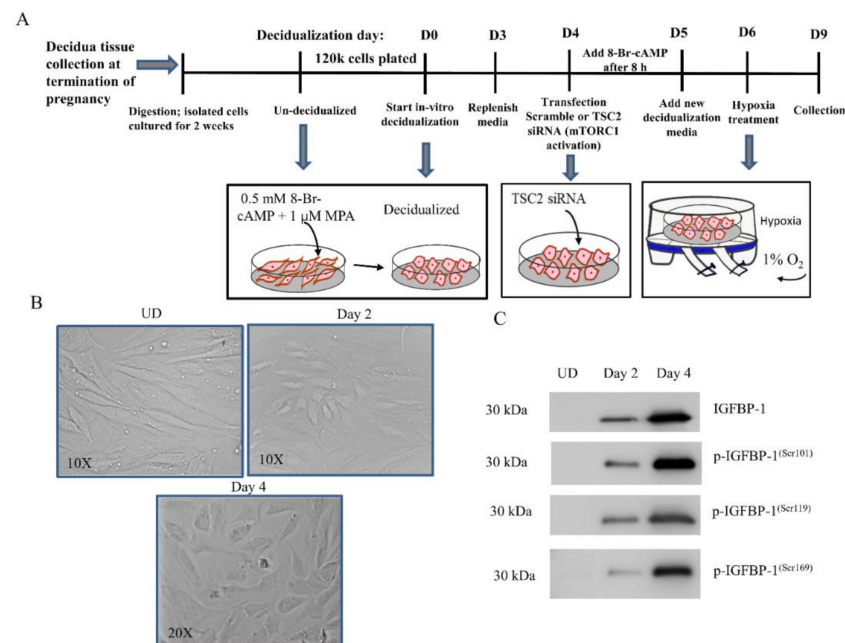 A
Decidua tissue
collection at
termination of
pregnancy
Decidualization day:
120k cells plated
D0
D3
D4
Add 8-Br-cAMP
after 8 h
D5
D6
D9
Digestion; isolated cells
cultured for 2 weeks
Un-decidualized
Start in-vitro
decidualization
Replenish
media
Transfection
Scramble or TSC2
siRNA (mTORC1
activation)
Add new
decidualization
media
Hypoxia
treatment
Collection
0.5 mM 8-Br-
cAMP + 1 µM MPA
Decidualized
TSC2 siRNA
Hypoxia
1% O2
B
UD
Day 2
10X
10X
Day 4
20X
C
UD Day 2 Day 4
30 kDa IGFBP-1
30 kDa p-IGFBP-1(Ser101)
30 kDa p-IGFBP-1(Ser119)
30 kDa p-IGFBP-1(Ser169)